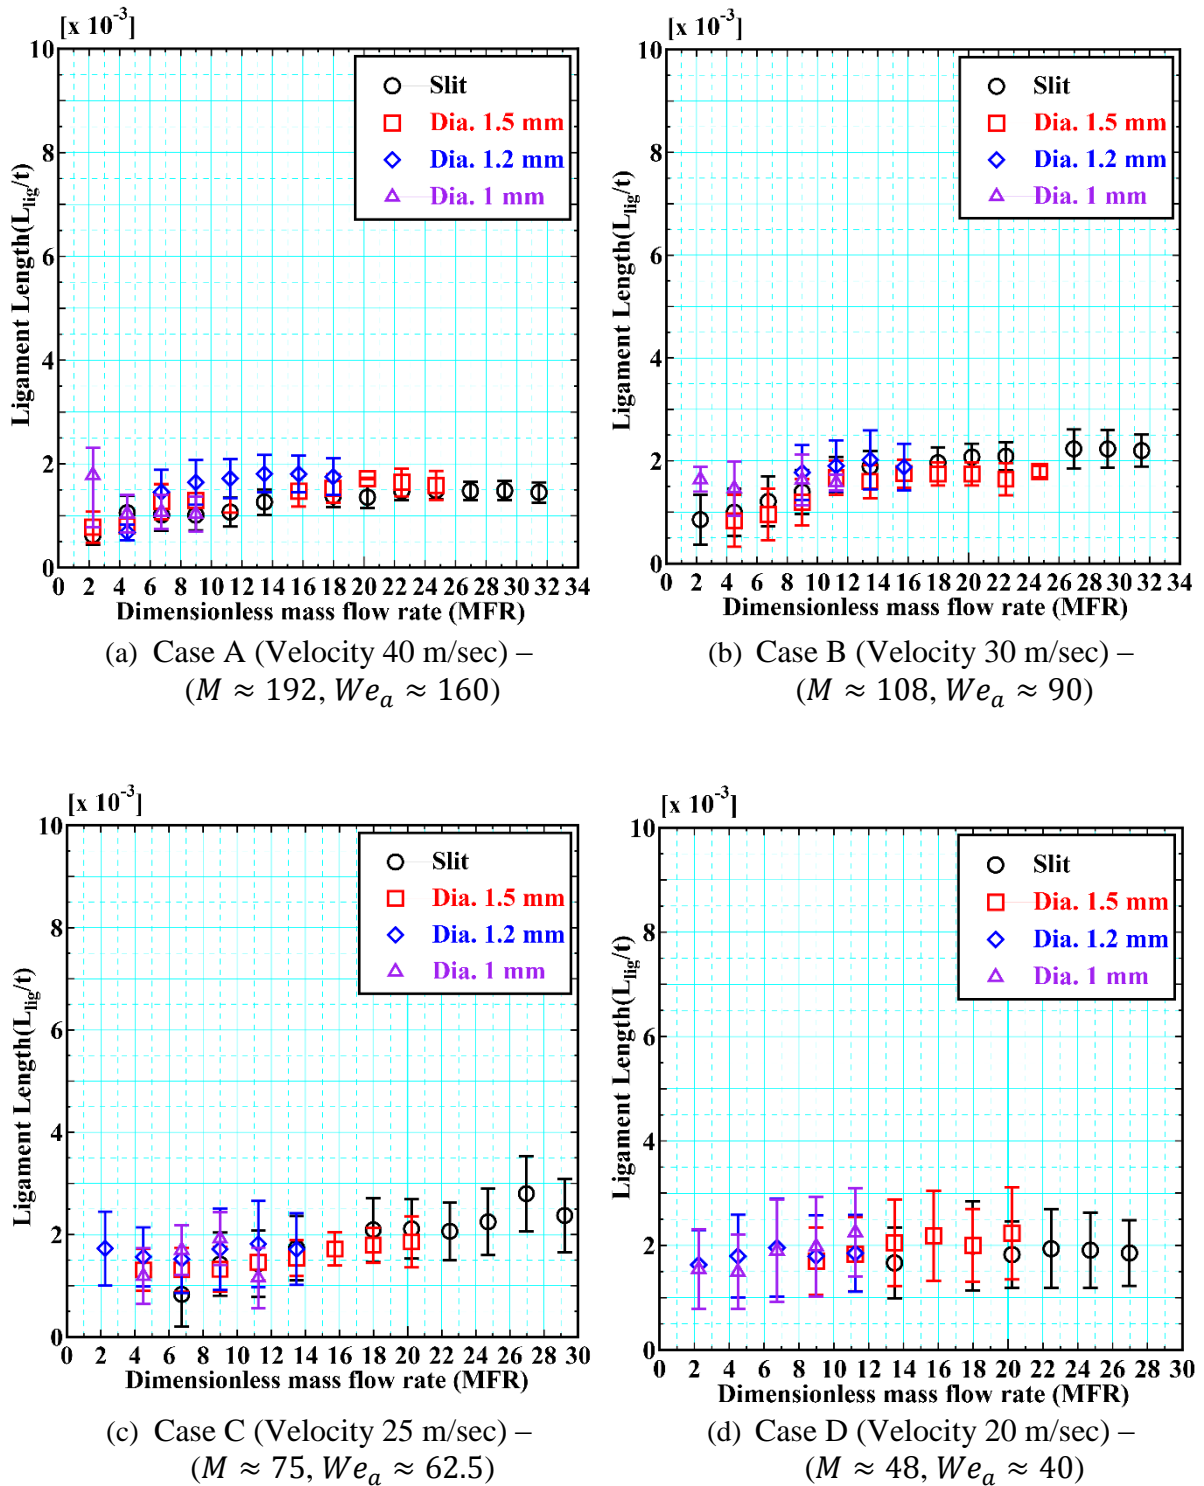 [x 10⁻³]
10
8
6
4
2
0
Ligament Length(L_lig/t)
Slit
Dia. 1.5 mm
Dia. 1.2 mm
Dia. 1 mm
0 2 4 6 8 10 12 14 16 18 20 22 24 26 28 30 32 34
Dimensionless mass flow rate (MFR)
(a) Case A (Velocity 40 m/sec) –
(M ≈ 192, We_a ≈ 160)
[x 10⁻³]
10
8
6
4
2
0
Ligament Length(L_lig/t)
Slit
Dia. 1.5 mm
Dia. 1.2 mm
Dia. 1 mm
0 2 4 6 8 10 12 14 16 18 20 22 24 26 28 30 32 34
Dimensionless mass flow rate (MFR)
(b) Case B (Velocity 30 m/sec) –
(M ≈ 108, We_a ≈ 90)
[x 10⁻³]
10
8
6
4
2
0
Ligament Length(L_lig/t)
Slit
Dia. 1.5 mm
Dia. 1.2 mm
Dia. 1 mm
0 2 4 6 8 10 12 14 16 18 20 22 24 26 28 30
Dimensionless mass flow rate (MFR)
(c) Case C (Velocity 25 m/sec) –
(M ≈ 75, We_a ≈ 62.5)
[x 10⁻³]
10
8
6
4
2
0
Ligament Length(L_lig/t)
Slit
Dia. 1.5 mm
Dia. 1.2 mm
Dia. 1 mm
0 2 4 6 8 10 12 14 16 18 20 22 24 26 28 30
Dimensionless mass flow rate (MFR)
(d) Case D (Velocity 20 m/sec) –
(M ≈ 48, We_a ≈ 40)